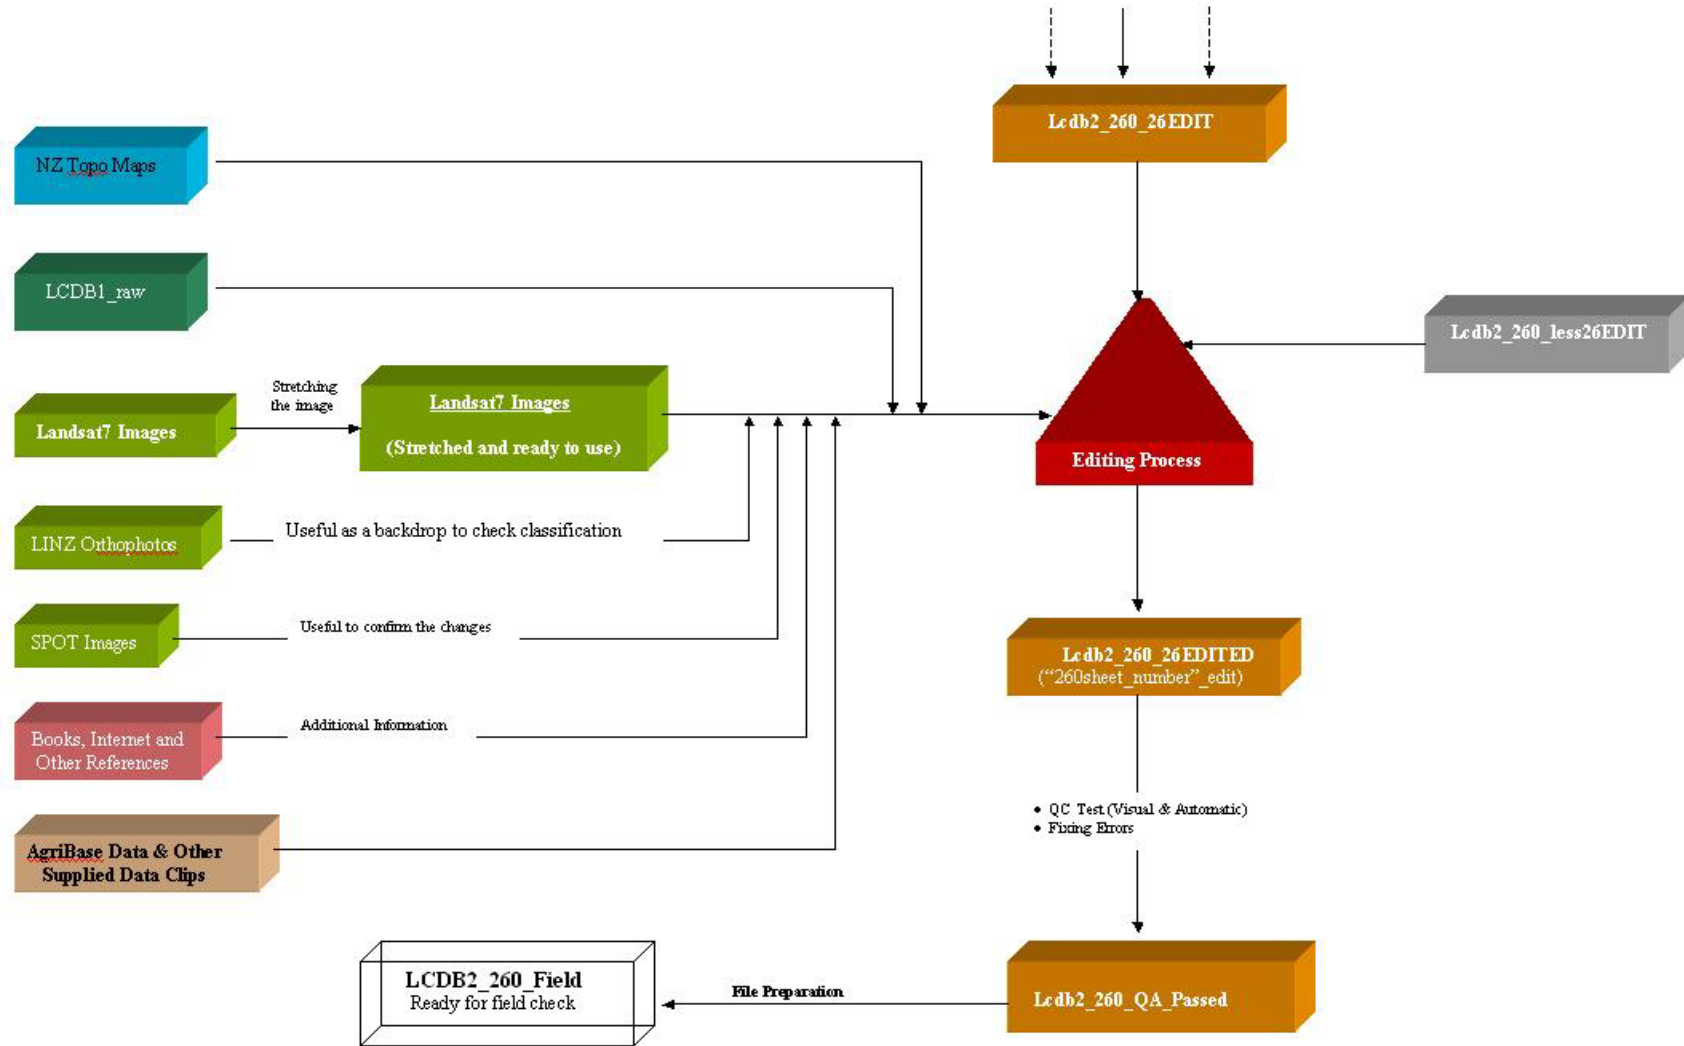 Lcdb2_260_26EDIT
NZ Topo Maps
LCDB1_raw
Lcdb2_260_less26EDIT
Stretching
the image
Landsat7 Images
Landsat7 Images
(Stretched and ready to use)
Editing Process
LINZ Orthophotos
Useful as a backdrop to check classification
SPOT Images
Useful to confirm the changes
Lcdb2_260_26EDITED
(“260sheet_number”_edit)
Books, Internet and
Other References
Additional Information
• QC Test (Visual & Automatic)
• Fixing Errors
AgriBase Data & Other
Supplied Data Clips
LCDB2_260_Field
Ready for field check
File Preparation
Lcdb2_260_QA_Passed